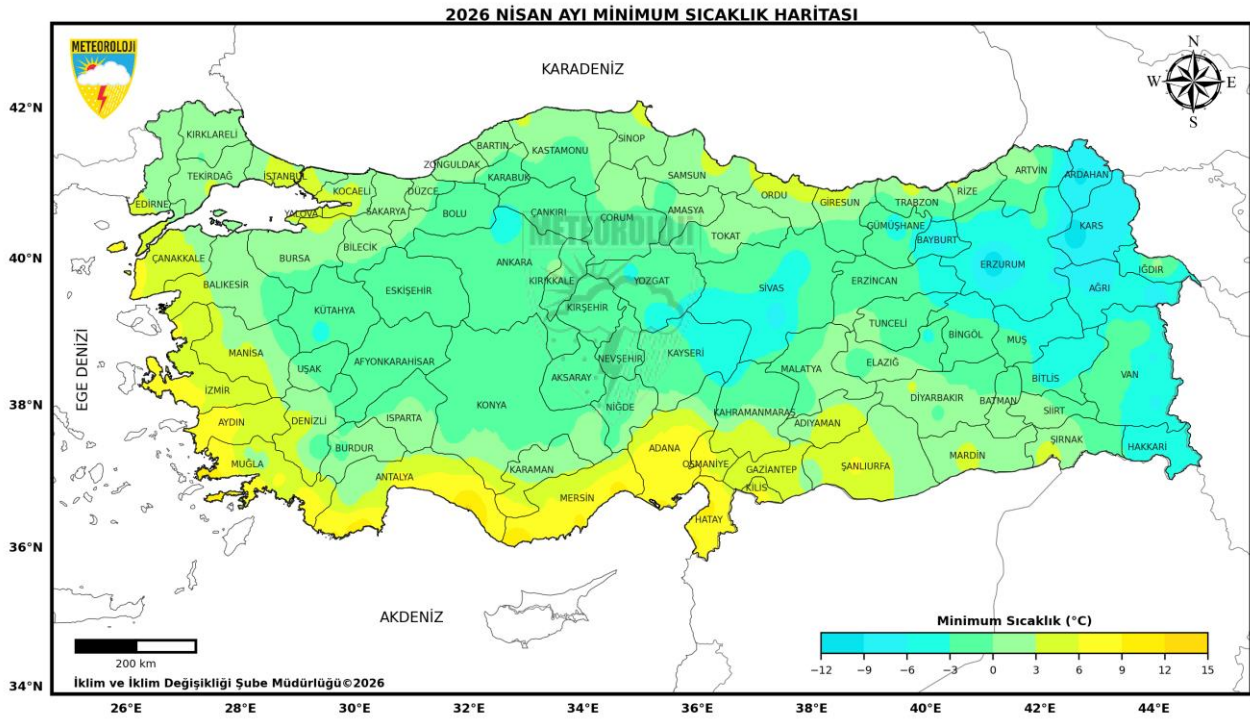 2026 NİSAN AYI MİNİMUM SICAKLIK HARİTASI
METEOROLOJİ
KARADENİZ
N
W E
S
42°N
40°N
38°N
36°N
34°N
EGE DENİZİ
KIRKLARELİ
TEKİRDAĞ
EDİRNE
İSTANBUL
KOCAELİ
YALOVA
SAKARYA
DÜZCE
ZONGULDAK
BARTIN
KARABUK
KASTAMONU
SİNOP
SAMSUN
ORDU
GİRESUN
TRABZON
RİZE
ARTVİN
ARDAHAN
KARS
IĞDIR
AĞRI
ERZURUM
BAYBURT
GÜMÜŞHANE
ERZİNCAN
SİVAS
TOKAT
AMASYA
ÇORUM
ÇANKIRI
BOLU
BİLECİK
BURSA
ÇANAKKALE
BALIKESİR
KÜTAHYA
ESKİŞEHİR
ANKARA
KIRIKKALE
YOZGAT
KIRŞEHİR
METEOROLOJİ
TUNCELİ
BİNGÖL
MUŞ
BİTLİS
VAN
HAKKARİ
ELAZIĞ
MALATYA
KAYSERİ
NEVŞEHİR
AKSARAY
NİĞDE
AFYONKARAHİSAR
UŞAK
MANİSA
İZMİR
AYDIN
DENİZLİ
ISPARTA
BURDUR
KONYA
KAHRAMANMARAŞ
ADIYAMAN
DİYARBAKIR
BATMAN
SİİRT
ŞIRNAK
MARDİN
ŞANLIURFA
GAZİANTEP
KİLİS
OSMANİYE
ADANA
HATAY
MERSİN
KARAMAN
ANTALYA
MUĞLA
AKDENİZ
200 km
İklim ve İklim Değişikliği Şube Müdürlüğü©2026
Minimum Sıcaklık (°C)
−12 −9 −6 −3 0 3 6 9 12 15
26°E 28°E 30°E 32°E 34°E 36°E 38°E 40°E 42°E 44°E